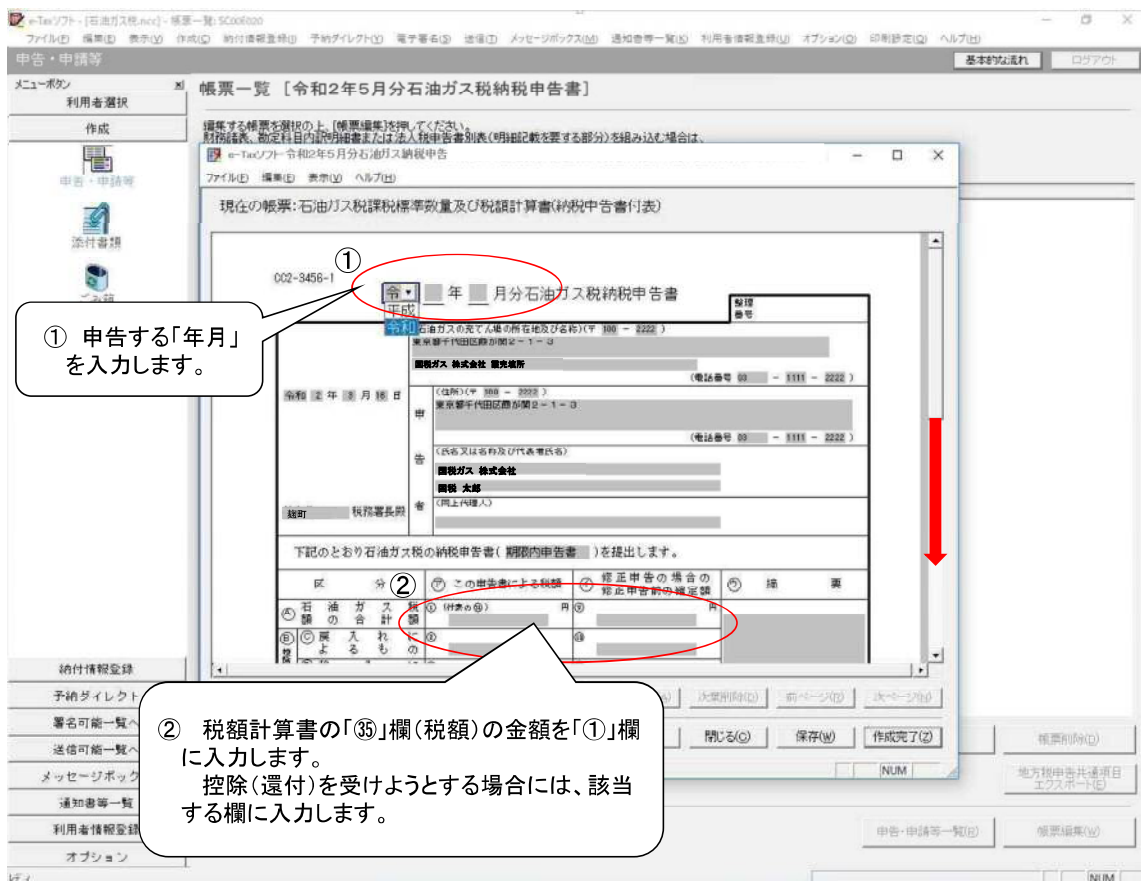 e-Taxソフト - [石油ガス税.ncc] - 帳票一覧: SC00E020
ファイル(F) 編集(E) 表示(V) 作成(C) 納付情報登録(I) 予納ダイレクト(Y) 電子署名(S) 送信(T) メッセージボックス(M) 通知書等一覧(K) 利用者情報登録(U) オプション(O) 印刷設定(Q) ヘルプ(H)
申告・申請等
基本的な流れ
ログアウト
メニューボタン
利用者選択
作成
申告・申請等
添付書類
帳票一覧 [令和2年5月分石油ガス税納税申告書]
編集する帳票を選択の上、[帳票編集]を押してください。
財務諸表、勘定科目内訳明細書または法人税申告書別表(明細記載を要する部分)を組み込む場合は、
e-Taxソフト-令和2年5月分石油ガス納税申告
ファイル(F) 編集(E) 表示(V) ヘルプ(H)
現在の帳票:石油ガス税課税標準数量及び税額計算書(納税申告書付表)
①
CC2-3456-1
令 年 月分石油ガス税納税申告書
平成
令和
整理
番号
① 申告する「年月」
を入力します。
石油ガスの充てん場の所在地及び名称)(〒 100 - 2222 )
東京都千代田区霞が関2-1-3
国税ガス 株式会社
(電話番号 03 - 1111 - 2222 )
令和 2 年 月 16 日
申告者
(住所)(〒 100 - 2222 )
東京都千代田区霞が関2-1-3
(電話番号 03 - 1111 - 2222 )
(氏名又は名称及び代表者氏名)
国税ガス 株式会社
国税 太郎
(同上代理人)
麹町 税務署長殿
下記のとおり石油ガス税の納税申告書( 期限内申告書 )を提出します。
区 分
②
㋐ この申告書による税額
㋑ 修正申告の場合の
修正申告前の確定額
㋒ 摘 要
Ⓐ 石油ガス税
額の合計額
① (付表の㉟) 円
⑨ 円
Ⓑ Ⓒ 戻入れに
よるもの
②
⑩
② 税額計算書の「㉟」欄(税額)の金額を「①」欄
に入力します。
控除(還付)を受けようとする場合には、該当
する欄に入力します。
次葉削除(D)
前ページ(R)
次ページ(N)
閉じる(C)
保存(W)
作成完了(Z)
NUM
納付情報登録
予納ダイレクト
署名可能一覧へ
送信可能一覧へ
メッセージボック
通知書等一覧
利用者情報登録
オプション
帳票削除(D)
地方税申告共通項目
エクスポート(E)
申告・申請等一覧(R)
帳票編集(W)
NUM